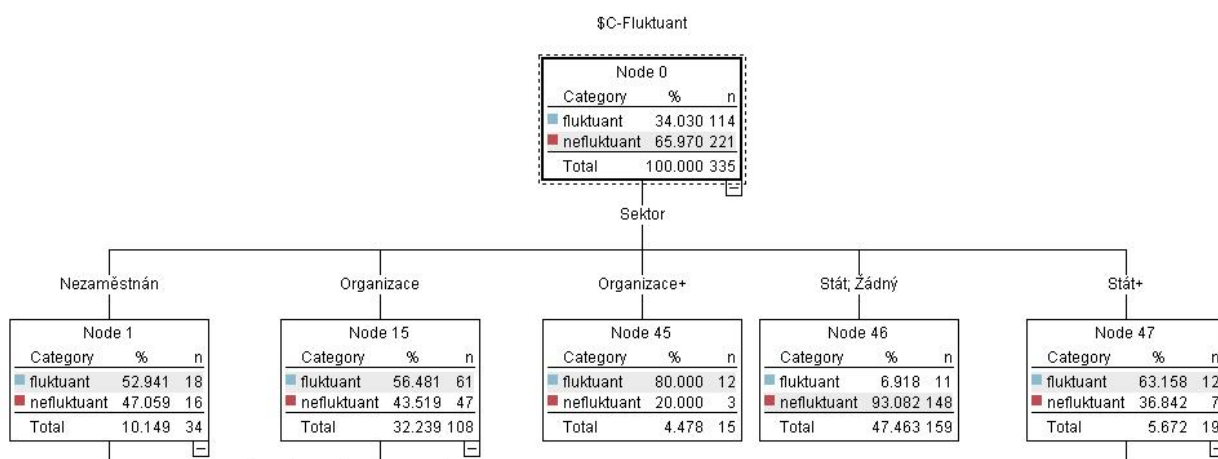 $C-Fluktuant
Node 0
Category % n
fluktuant 34.030 114
nefluktuant 65.970 221
Total 100.000 335
Sektor
Nezaměstnán
Node 1
Category % n
fluktuant 52.941 18
nefluktuant 47.059 16
Total 10.149 34
Organizace
Node 15
Category % n
fluktuant 56.481 61
nefluktuant 43.519 47
Total 32.239 108
Organizace+
Node 45
Category % n
fluktuant 80.000 12
nefluktuant 20.000 3
Total 4.478 15
Stát; Žádný
Node 46
Category % n
fluktuant 6.918 11
nefluktuant 93.082 148
Total 47.463 159
Stát+
Node 47
Category % n
fluktuant 63.158 12
nefluktuant 36.842 7
Total 5.672 19